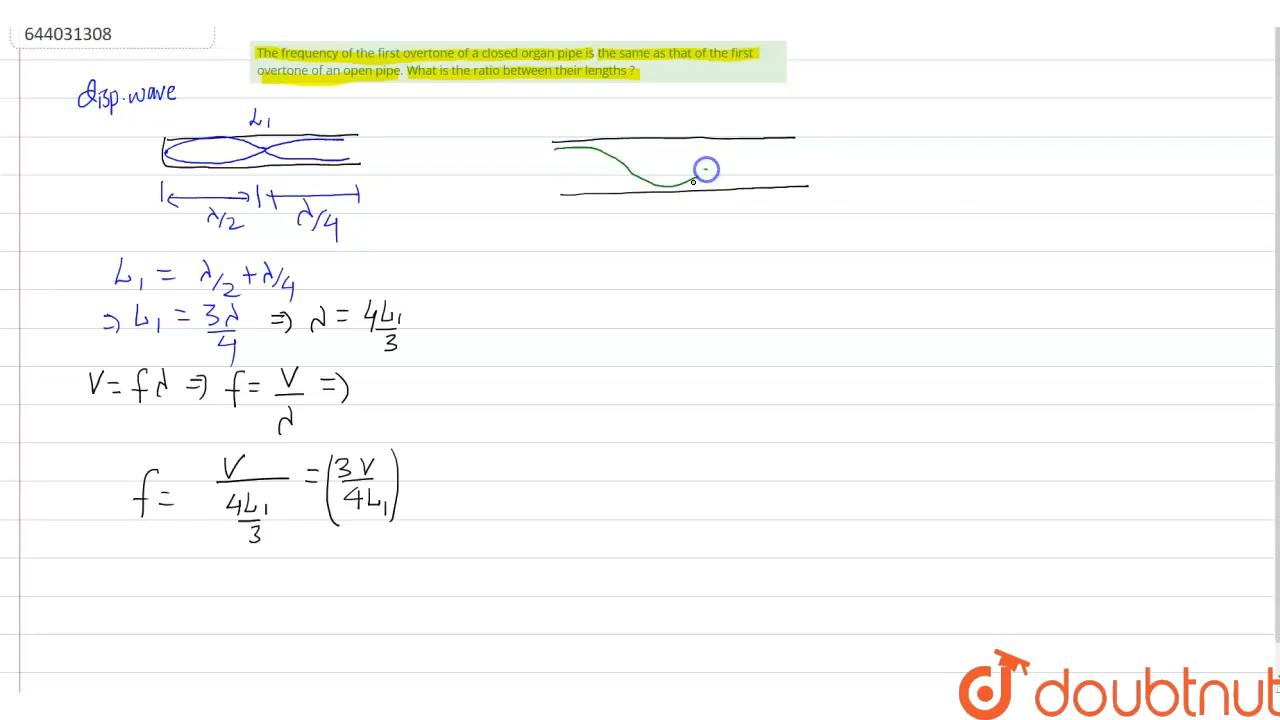 644031308
The frequency of the first overtone of a closed organ pipe is the same as that of the first
overtone of an open pipe. What is the ratio between their lengths ?
disp. wave
L₁
λ/2 λ/4
L₁ = λ/2 + λ/4
⇒ L₁ = 3λ/4 ⇒ λ = 4L₁/3
V = fλ ⇒ f = V/λ ⇒
f = V/(4L₁/3) = (3V/4L₁)
doubtnut